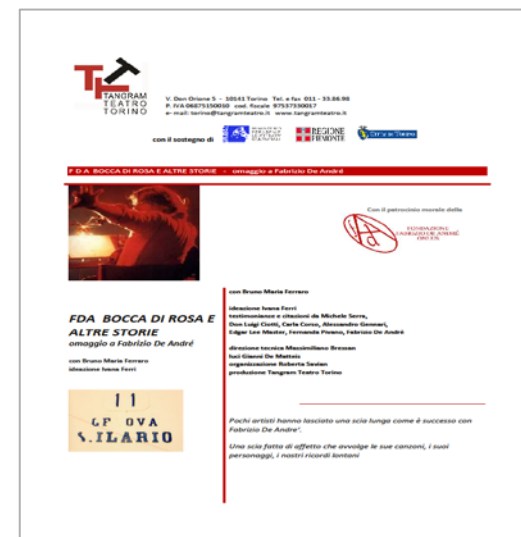 TANGRAM
TEATRO
TORINO
V. Don Orione 5 - 10141 Torino Tel. e fax 011 - 33.86.98
P. IVA 06875150010 cod. fiscale 97537330017
e- mail: torino@tangramteatro.it www.tangramteatro.it
con il sostegno di
REGIONE
PIEMONTE
F D A BOCCA DI ROSA E ALTRE STORIE - omaggio a Fabrizio De André
Con il patrocinio morale della
FONDAZIONE
FABRIZIO DE ANDRÉ
ONLUS
con Bruno Maria Ferraro
ideazione Ivana Ferri
testimonianze e citazioni da Michele Serra,
Don Luigi Ciotti, Carla Corso, Alessandro Gennari,
Edgar Lee Master, Fernanda Pivano, Fabrizio De André
direzione tecnica Massimiliano Bressan
luci Gianni De Matteis
organizzazione Roberta Savian
produzione Tangram Teatro Torino
FDA BOCCA DI ROSA E
ALTRE STORIE
omaggio a Fabrizio De André
con Bruno Maria Ferraro
ideazione Ivana Ferri
11
OVA
S.ILARIO
Pochi artisti hanno lasciato una scia lunga come è successo con
Fabrizio De Andre'.
Una scia fatta di affetto che avvolge le sue canzoni, i suoi
personaggi, i nostri ricordi lontani